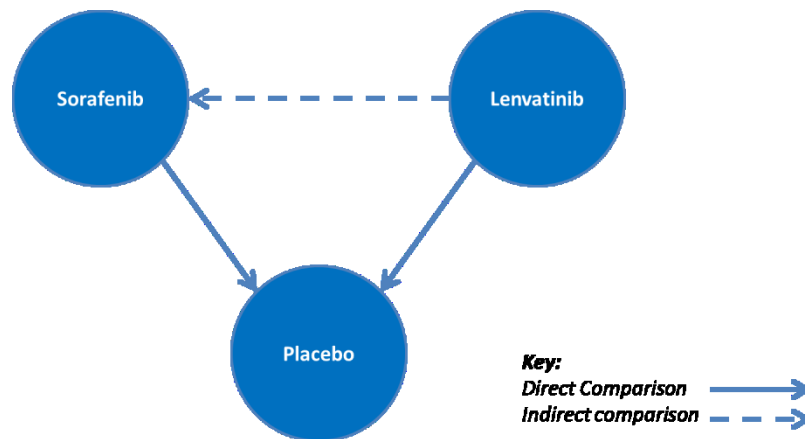 Sorafenib
Lenvatinib
Placebo
Key:
Direct Comparison
Indirect comparison